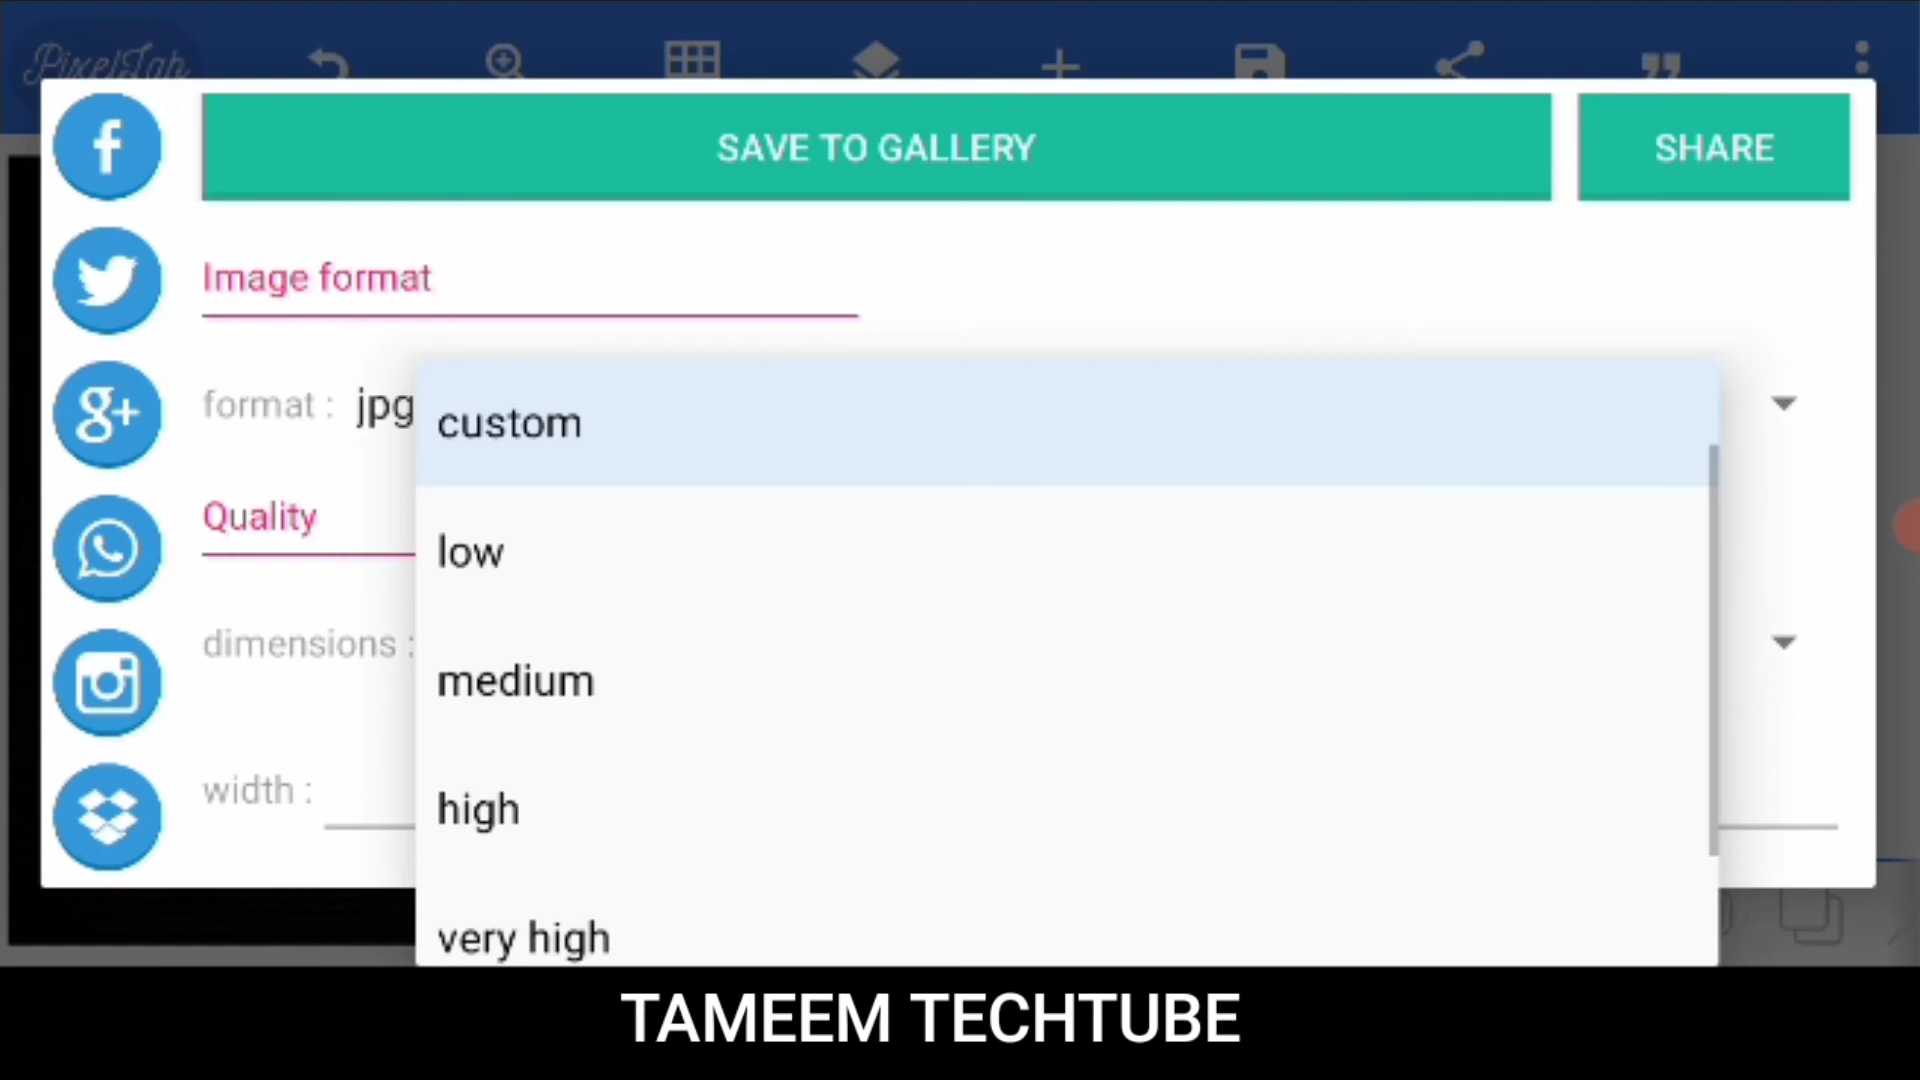 PixelLab
SAVE TO GALLERY
SHARE
Image format
format : jpg
custom
Quality
low
dimensions :
medium
width :
high
very high
TAMEEM TECHTUBE